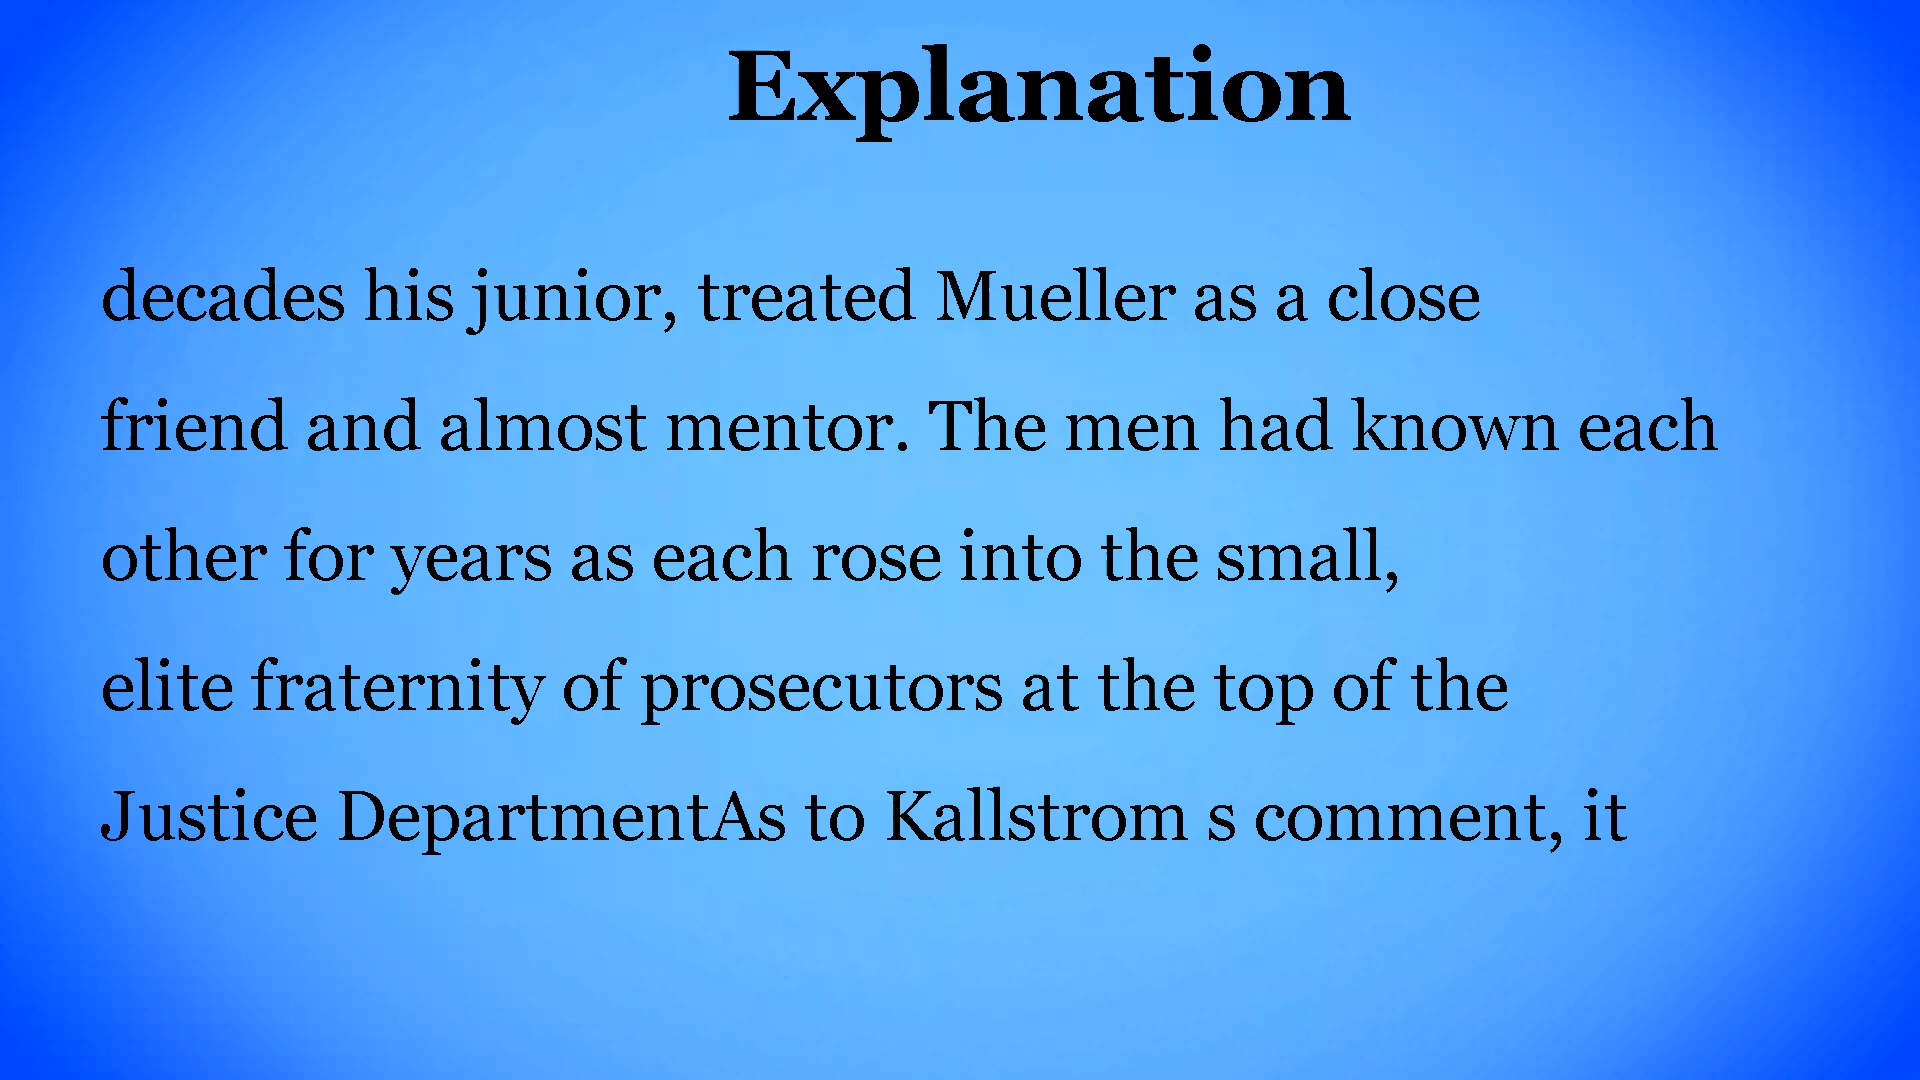 Explanation
decades his junior, treated Mueller as a close
friend and almost mentor. The men had known each
other for years as each rose into the small,
elite fraternity of prosecutors at the top of the
Justice DepartmentAs to Kallstrom s comment, it